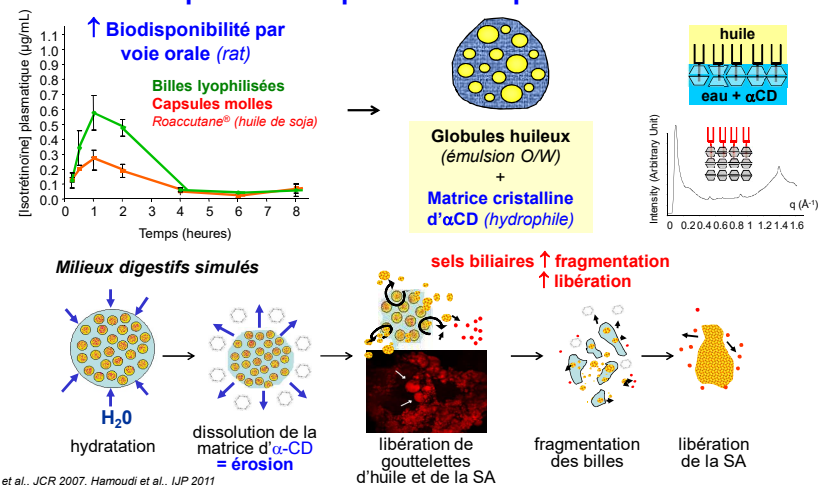 ↑ Biodisponibilité par
voie orale (rat)
[Isotrétinoine] plasmatique (µg/mL)
1.1
1.0
0.9
0.8
0.7
0.6
0.5
0.4
0.3
0.2
0.1
0.0
0 1 2 3 4 5 6 7 8
Temps (heures)
Billes lyophilisées
Capsules molles
Roaccutane® (huile de soja)
Globules huileux
(émulsion O/W)
+
Matrice cristalline
d'αCD (hydrophile)
huile
eau + αCD
Intensity (Arbitrary Unit)
q (Å⁻¹)
0 0.2 0.4 0.6 0.8 1 1.2 1.4 1.6
Milieux digestifs simulés
sels biliaires ↑ fragmentation
↑ libération
H₂0
hydratation
dissolution de la
matrice d'α-CD
= érosion
libération de
gouttelettes
d'huile et de la SA
fragmentation
des billes
libération
de la SA
et al., JCR 2007, Hamoudi et al., IJP 2011